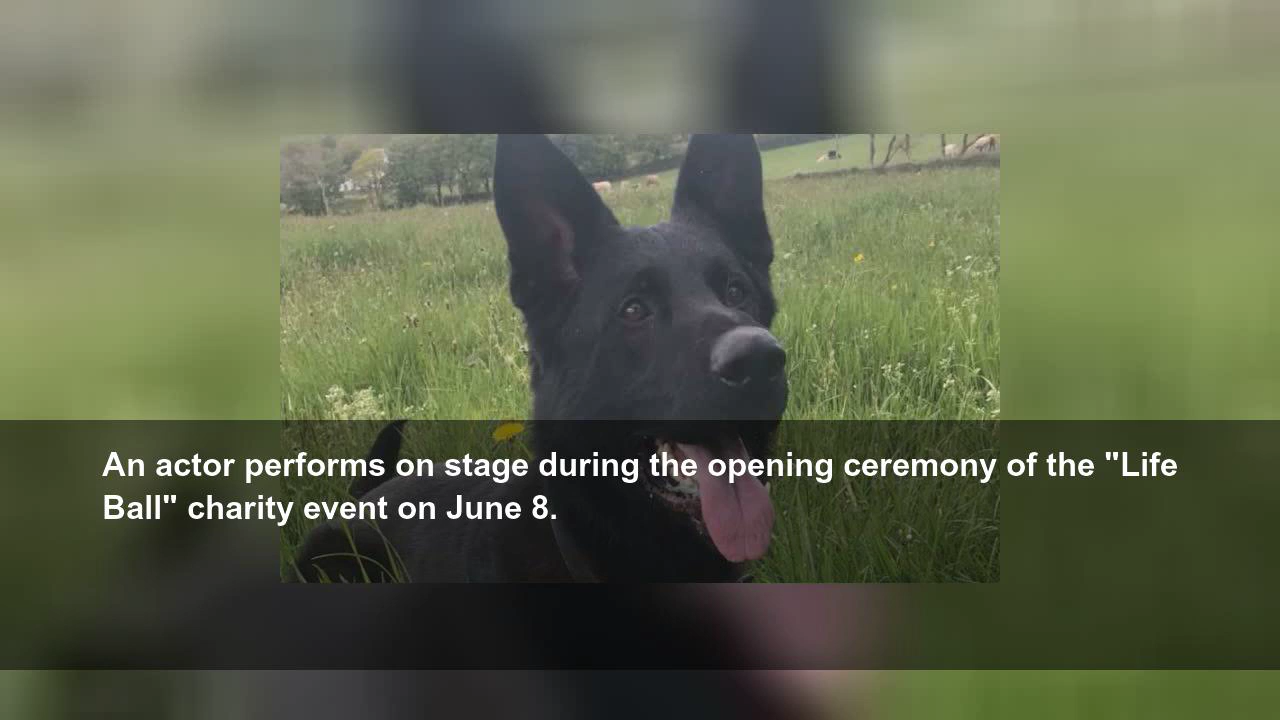 An actor performs on stage during the opening ceremony of the "Life
Ball" charity event on June 8.